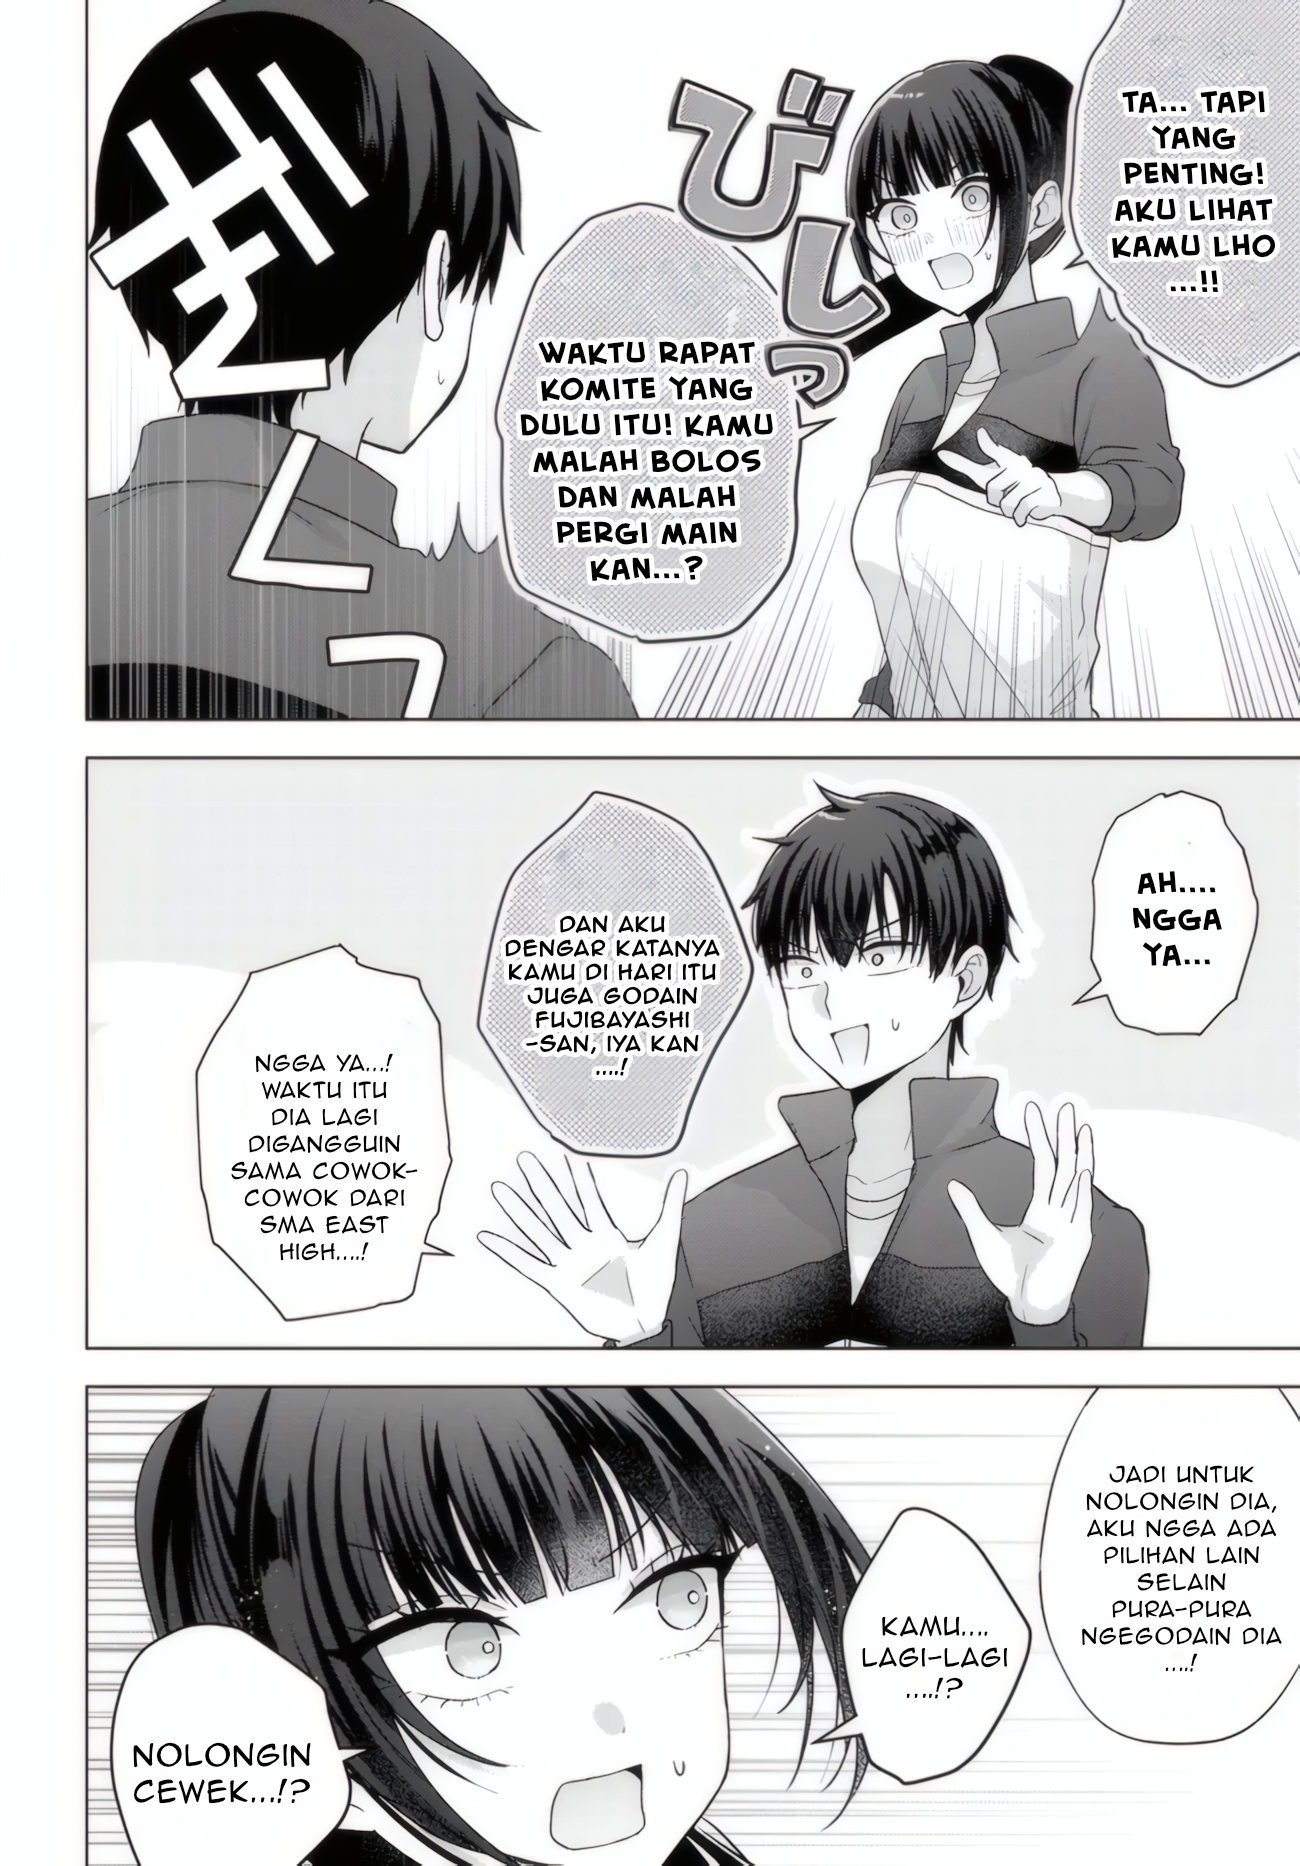 TA... TAPI
YANG
PENTING!
AKU LIHAT
KAMU LHO
...!!
びしっ
WAKTU RAPAT
KOMITE YANG
DULU ITU! KAMU
MALAH BOLOS
DAN MALAH
PERGI MAIN
KAN...?
ぎくっ
AH....
NGGA
YA...
DAN AKU
DENGAR KATANYA
KAMU DI HARI ITU
JUGA GODAIN
FUJIBAYASHI
-SAN, IYA KAN
....!
NGGA YA...!
WAKTU ITU
DIA LAGI
DIGANGGUIN
SAMA COWOK-
COWOK DARI
SMA EAST
HIGH....!
JADI UNTUK
NOLONGIN DIA,
AKU NGGA ADA
PILIHAN LAIN
SELAIN
PURA-PURA
NGEGODAIN DIA
....!
KAMU....
LAGI-LAGI
....!?
NOLONGIN
CEWEK...!?